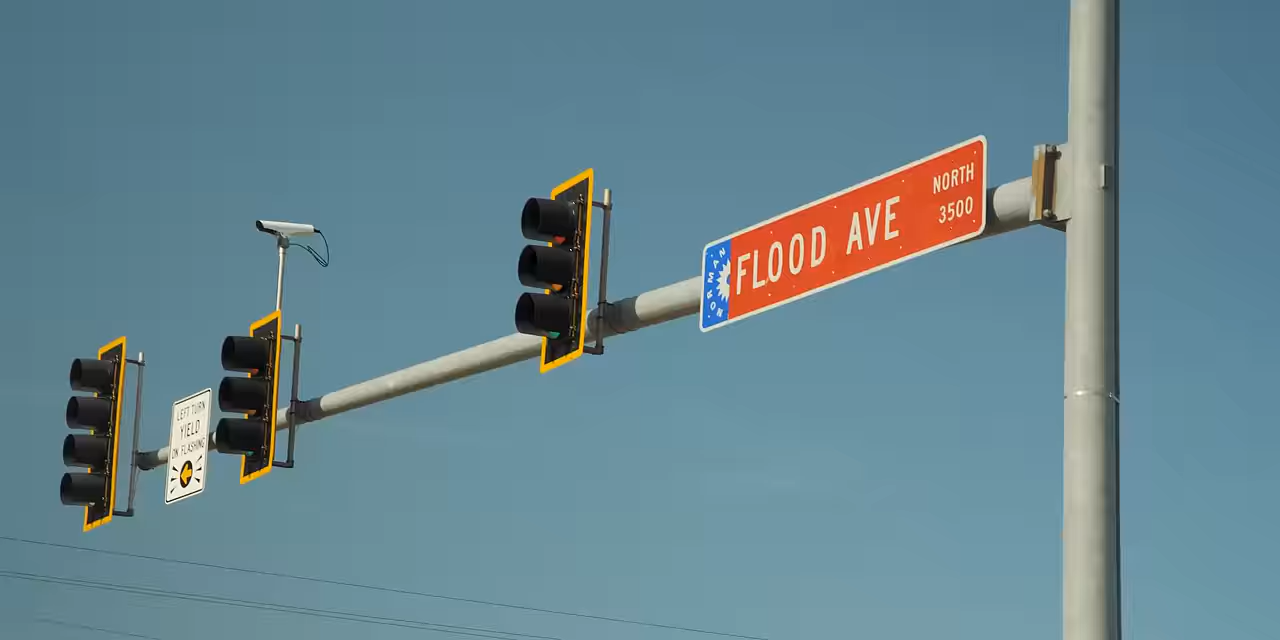 NORTH
FLOOD AVE
3500
NORMAN
LEFT TURN
YIELD
ON FLASHING